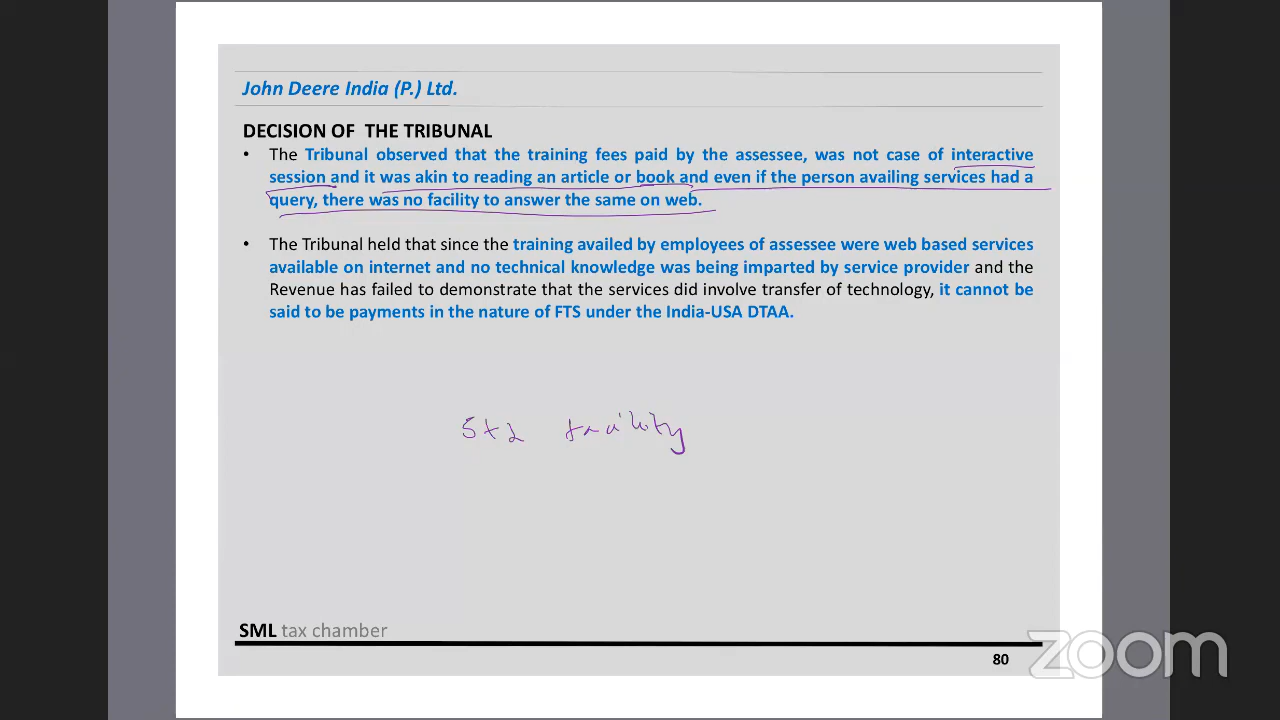 John Deere India (P.) Ltd.
DECISION OF THE TRIBUNAL
• The Tribunal observed that the training fees paid by the assessee, was not case of interactive
session and it was akin to reading an article or book and even if the person availing services had a
query, there was no facility to answer the same on web.
• The Tribunal held that since the training availed by employees of assessee were web based services
available on internet and no technical knowledge was being imparted by service provider and the
Revenue has failed to demonstrate that the services did involve transfer of technology, it cannot be
said to be payments in the nature of FTS under the India-USA DTAA.
facility
SML tax chamber
80
zoom